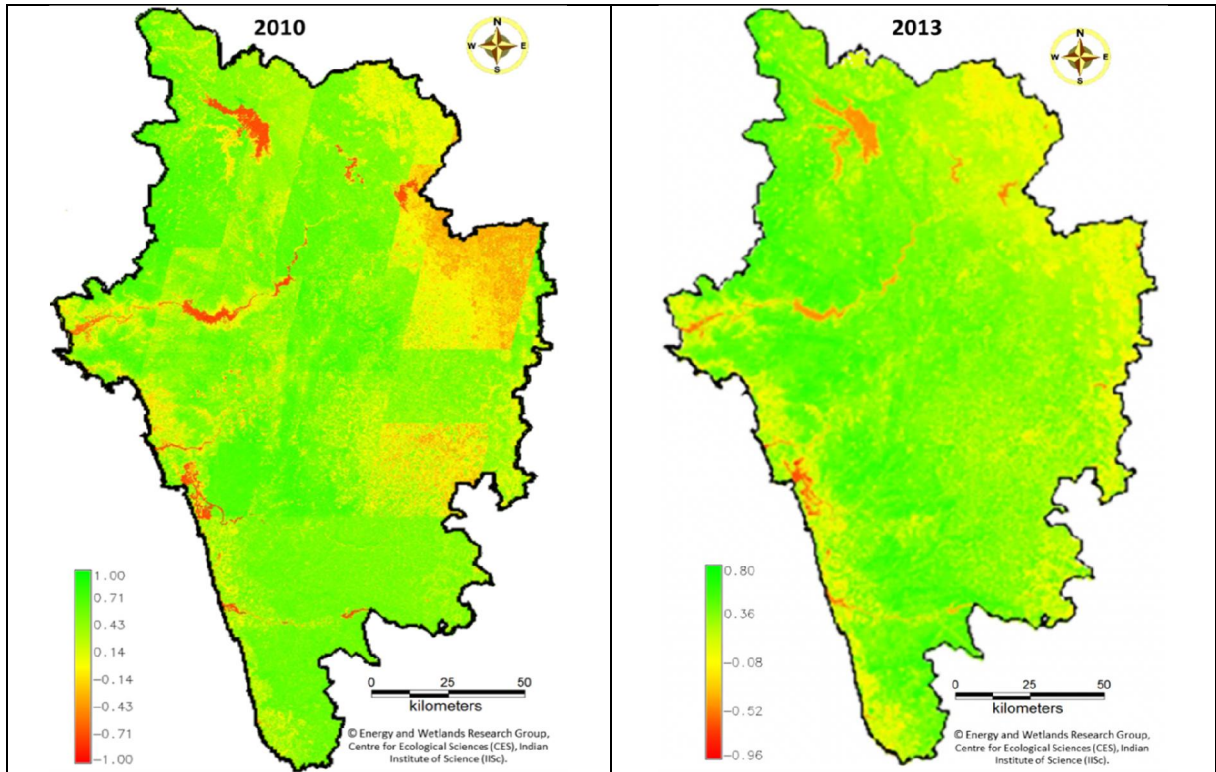 2010
N
W E
S
1.00
0.71
0.43
0.14
-0.14
-0.43
-0.71
-1.00
0 25 50
kilometers
© Energy and Wetlands Research Group,
Centre for Ecological Sciences (CES), Indian
Institute of Science (IISc).
2013
N
W E
S
0.80
0.36
-0.08
-0.52
-0.96
0 25 50
kilometers
© Energy and Wetlands Research Group,
Centre for Ecological Sciences (CES), Indian
Institute of Science (IISc).